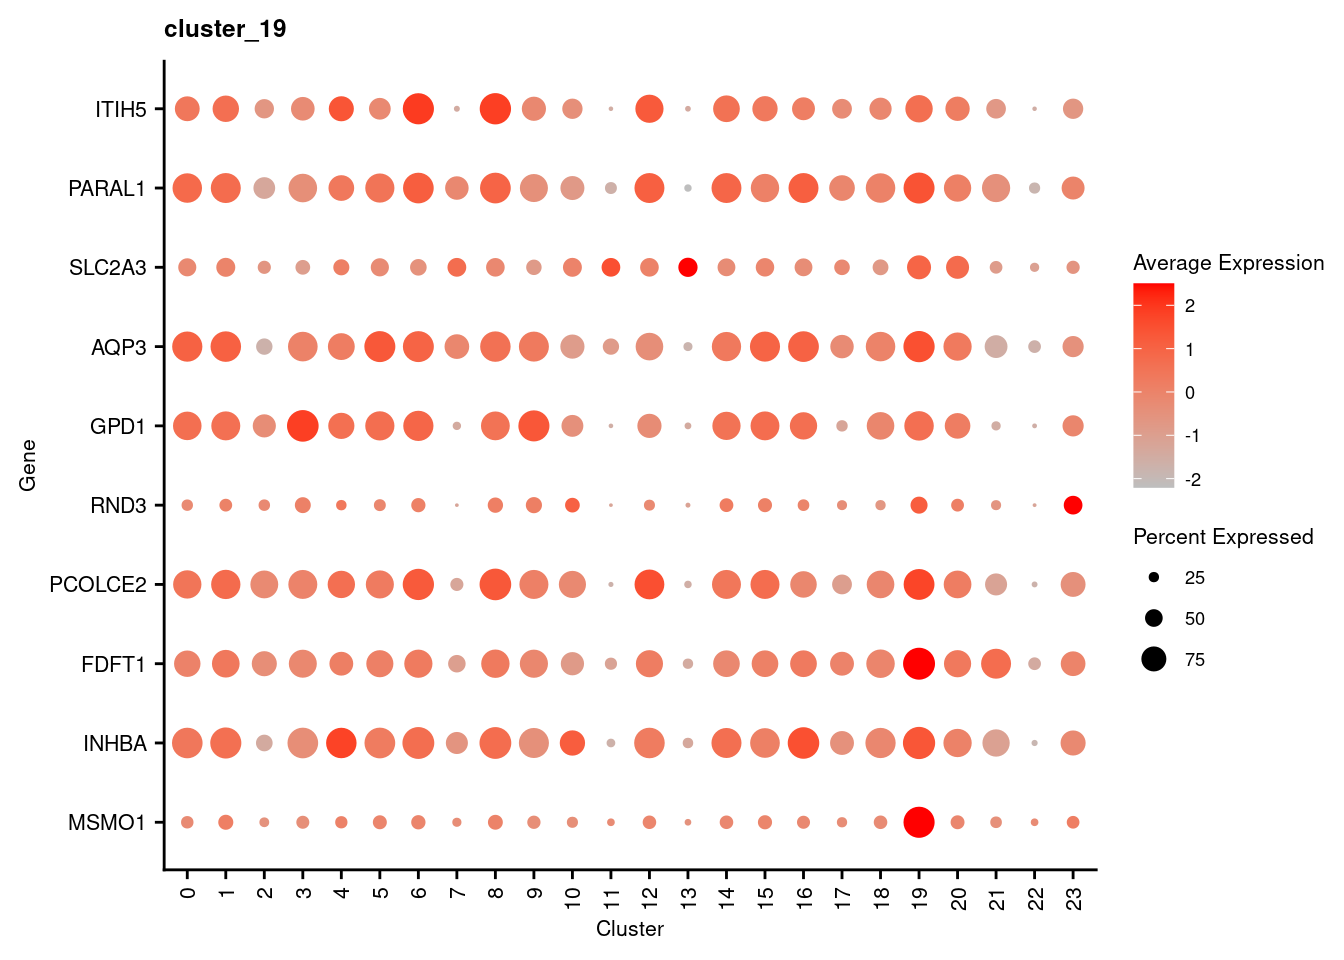 cluster_19
ITIH5
PARAL1
SLC2A3
AQP3
GPD1
RND3
PCOLCE2
FDFT1
INHBA
MSMO1
Gene
0 1 2 3 4 5 6 7 8 9 10 11 12 13 14 15 16 17 18 19 20 21 22 23
Cluster
Average Expression
2
1
0
-1
-2
Percent Expressed
25
50
75